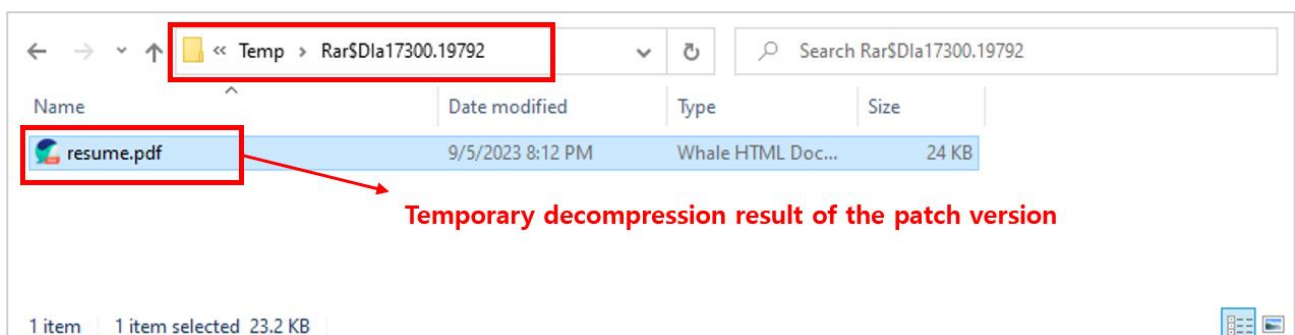 « Temp > Rar$DIa17300.19792
Search Rar$DIa17300.19792
Name Date modified Type Size
resume.pdf 9/5/2023 8:12 PM Whale HTML Doc... 24 KB
Temporary decompression result of the patch version
1 item 1 item selected 23.2 KB